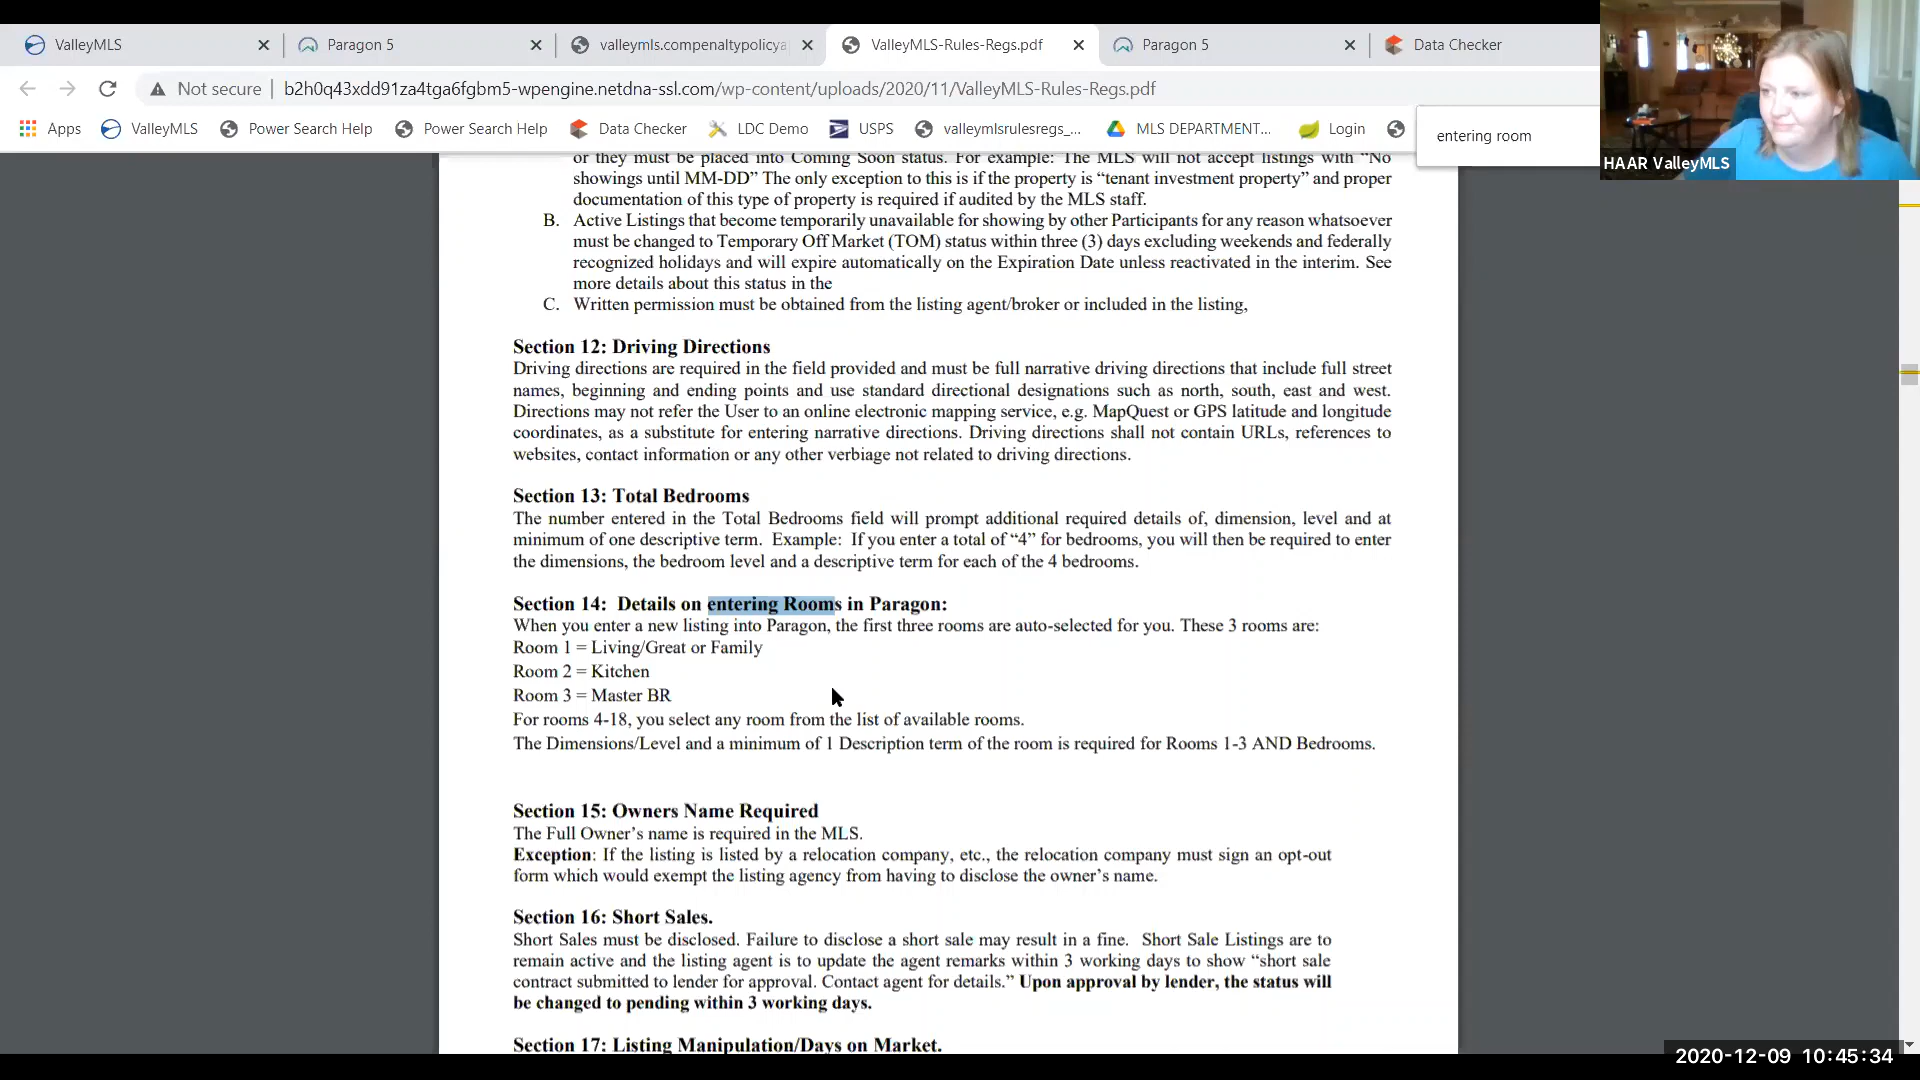 ValleyMLS
Paragon 5
valleymls.compenaltypolicya
ValleyMLS-Rules-Regs.pdf
Paragon 5
Data Checker
Not secure
b2h0q43xdd91za4tga6fgbm5-wpengine.netdna-ssl.com/wp-content/uploads/2020/11/ValleyMLS-Rules-Regs.pdf
Apps
ValleyMLS
Power Search Help
Power Search Help
Data Checker
LDC Demo
USPS
valleymlsrulesregs_...
MLS DEPARTMENT...
Login
entering room
HAAR ValleyMLS
or they must be placed into Coming Soon status. For example: The MLS will not accept listings with “No
showings until MM-DD” The only exception to this is if the property is “tenant investment property” and proper
documentation of this type of property is required if audited by the MLS staff.
B. Active Listings that become temporarily unavailable for showing by other Participants for any reason whatsoever
must be changed to Temporary Off Market (TOM) status within three (3) days excluding weekends and federally
recognized holidays and will expire automatically on the Expiration Date unless reactivated in the interim. See
more details about this status in the
C. Written permission must be obtained from the listing agent/broker or included in the listing,
Section 12: Driving Directions
Driving directions are required in the field provided and must be full narrative driving directions that include full street
names, beginning and ending points and use standard directional designations such as north, south, east and west.
Directions may not refer the User to an online electronic mapping service, e.g. MapQuest or GPS latitude and longitude
coordinates, as a substitute for entering narrative directions. Driving directions shall not contain URLs, references to
websites, contact information or any other verbiage not related to driving directions.
Section 13: Total Bedrooms
The number entered in the Total Bedrooms field will prompt additional required details of, dimension, level and at
minimum of one descriptive term. Example: If you enter a total of “4” for bedrooms, you will then be required to enter
the dimensions, the bedroom level and a descriptive term for each of the 4 bedrooms.
Section 14: Details on entering Rooms in Paragon:
When you enter a new listing into Paragon, the first three rooms are auto-selected for you. These 3 rooms are:
Room 1 = Living/Great or Family
Room 2 = Kitchen
Room 3 = Master BR
For rooms 4-18, you select any room from the list of available rooms.
The Dimensions/Level and a minimum of 1 Description term of the room is required for Rooms 1-3 AND Bedrooms.
Section 15: Owners Name Required
The Full Owner’s name is required in the MLS.
Exception: If the listing is listed by a relocation company, etc., the relocation company must sign an opt-out
form which would exempt the listing agency from having to disclose the owner’s name.
Section 16: Short Sales.
Short Sales must be disclosed. Failure to disclose a short sale may result in a fine. Short Sale Listings are to
remain active and the listing agent is to update the agent remarks within 3 working days to show “short sale
contract submitted to lender for approval. Contact agent for details.” Upon approval by lender, the status will
be changed to pending within 3 working days.
Section 17: Listing Manipulation/Days on Market.
2020-12-09 10:45:34